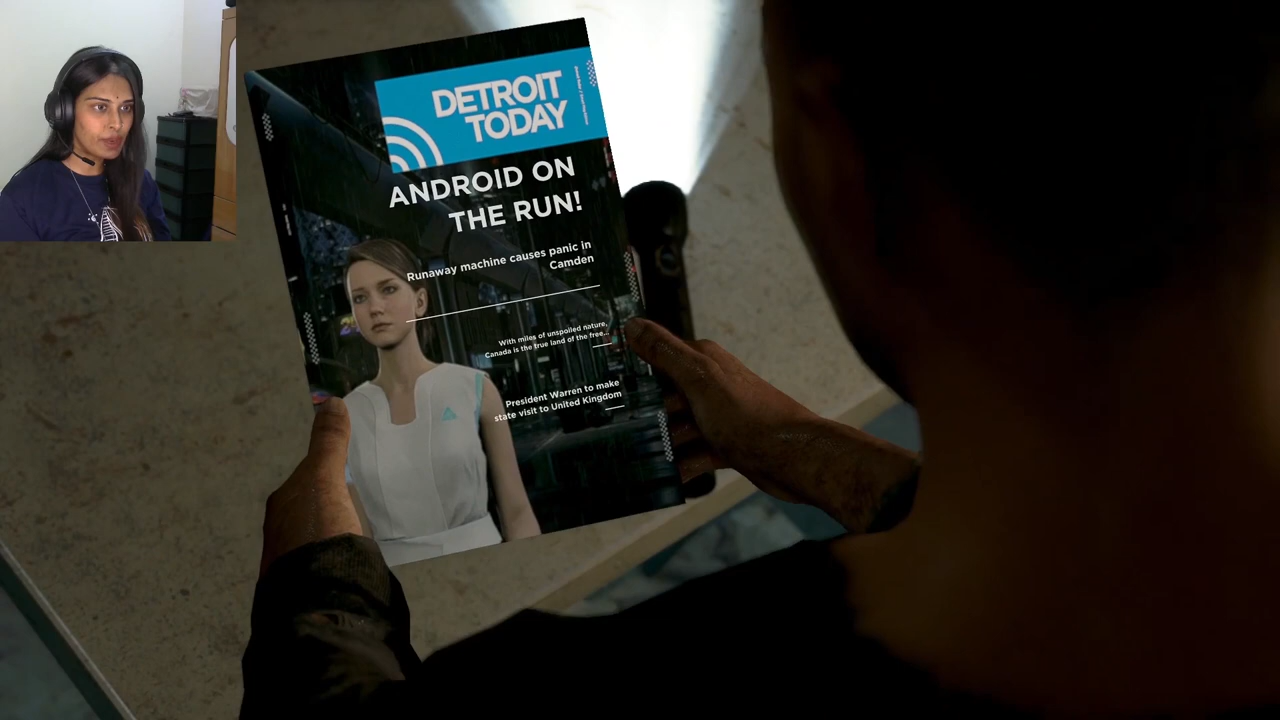 DETROIT
TODAY
ANDROID ON
THE RUN!
Runaway machine causes panic in
Camden
With miles of unspoiled nature,
Canada is the true land of the free...
President Warren to make
state visit to United Kingdom